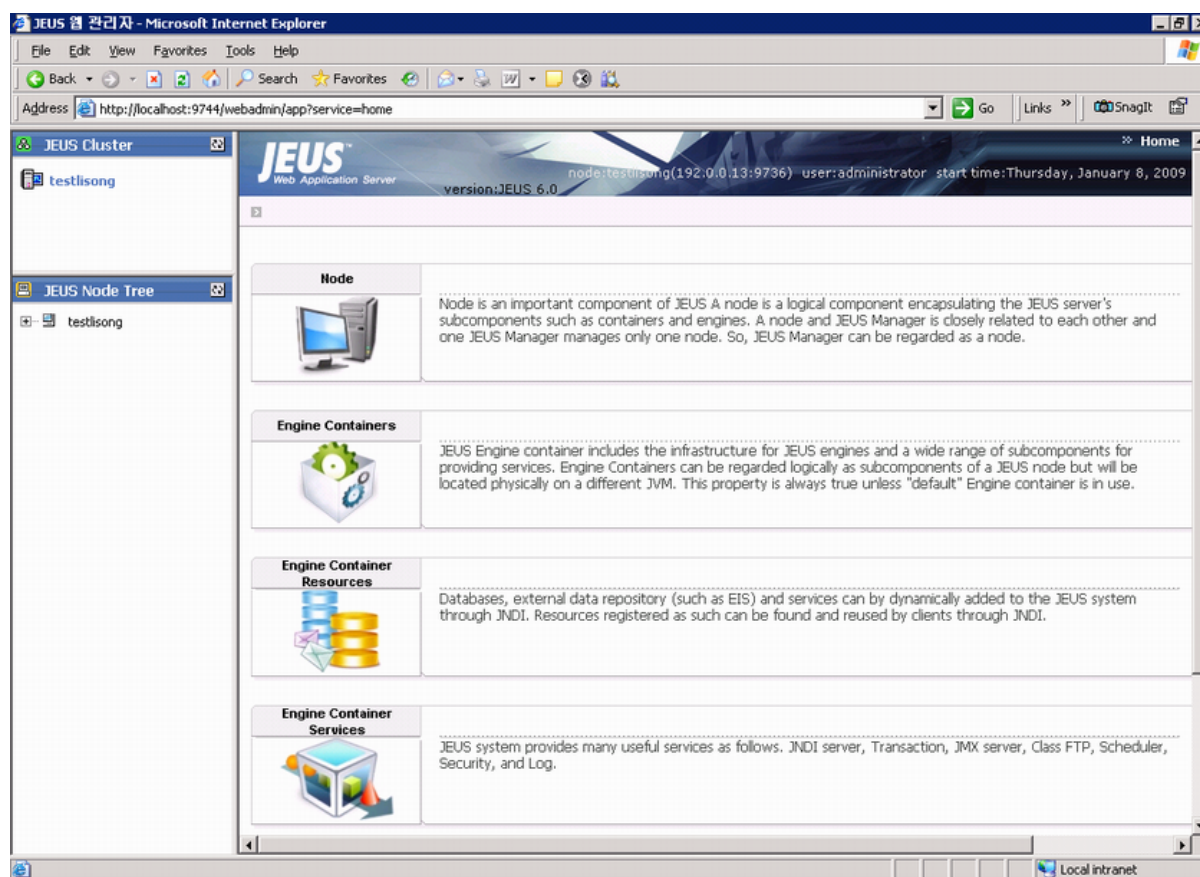 JEUS 웹 관리자 - Microsoft Internet Explorer
File Edit View Favorites Tools Help
Back Search Favorites
Address http://localhost:9744/webadmin/app?service=home Go Links » SnagIt
JEUS Cluster
testlisong
JEUS Node Tree
testlisong
» Home
JEUS™
Web Application Server
node:testlisong(192.0.0.13:9736) user:administrator start time:Thursday, January 8, 2009
version:JEUS 6.0
Node
Node is an important component of JEUS A node is a logical component encapsulating the JEUS server's
subcomponents such as containers and engines. A node and JEUS Manager is closely related to each other and
one JEUS Manager manages only one node. So, JEUS Manager can be regarded as a node.
Engine Containers
JEUS Engine container includes the infrastructure for JEUS engines and a wide range of subcomponents for
providing services. Engine Containers can be regarded logically as subcomponents of a JEUS node but will be
located physically on a different JVM. This property is always true unless "default" Engine container is in use.
Engine Container
Resources
Databases, external data repository (such as EIS) and services can by dynamically added to the JEUS system
through JNDI. Resources registered as such can be found and reused by clients through JNDI.
Engine Container
Services
JEUS system provides many useful services as follows. JNDI server, Transaction, JMX server, Class FTP, Scheduler,
Security, and Log.
Local intranet